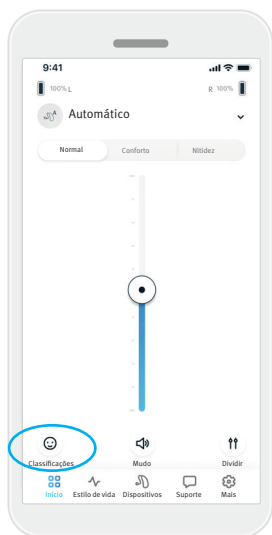 9:41
100% L
R 100%
A
Automático
Normal Conforto Nitidez
Classificações Mudo Dividir
Início Estilo de vida Dispositivos Suporte Mais